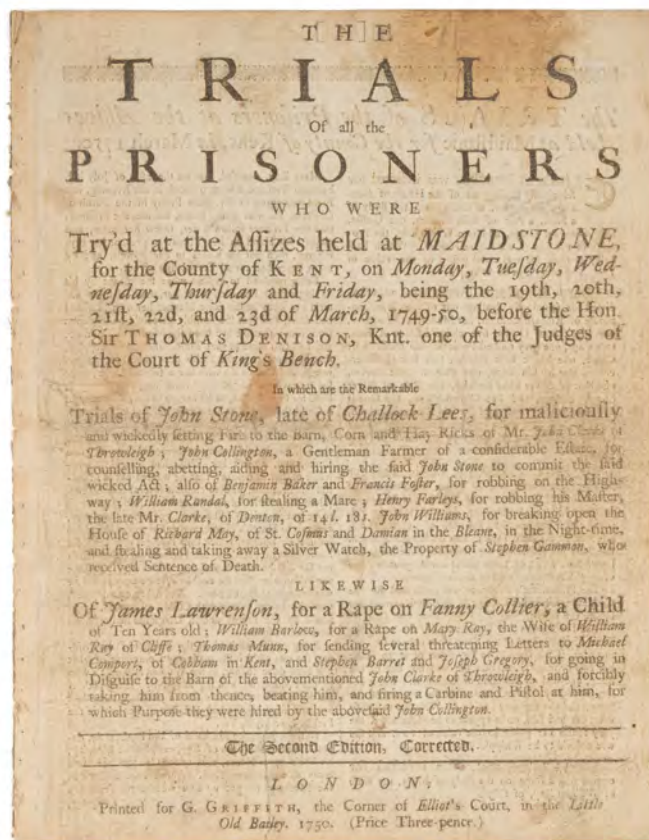 THE
TRIALS
Of all the
PRISONERS
WHO WERE
Try'd at the Aſſizes held at MAIDSTONE,
for the County of KENT, on Monday, Tueſday, Wed-
neſday, Thurſday and Friday, being the 19th, 20th,
21ſt, 22d, and 23d of March, 1749-50, before the Hon.
Sir THOMAS DENISON, Knt. one of the Judges of
the Court of King's Bench.
In which are the Remarkable
Trials of John Stone, late of Challock Lees, for maliciouſly
and wickedly ſetting Fire to the Barn, Corn and Hay Ricks of Mr. John Clarke of
Throwleigh; John Collington, a Gentleman Farmer of a conſiderable Eſtate, for
counſelling, abetting, aiding and hiring the ſaid John Stone to commit the ſaid
wicked Act; alſo of Benjamin Baker and Francis Foſter, for robbing on the High-
way; William Randal, for ſtealing a Mare; Henry Farleys, for robbing his Maſter,
the late Mr. Clarke, of Denton, of 14l. 18s. John Williams, for breaking open the
Houſe of Richard May, of St. Coſmus and Damian in the Bleane, in the Night-time,
and ſtealing and taking away a Silver Watch, the Property of Stephen Gammon, who
received Sentence of Death.
LIKEWISE
Of James Lawrenſon, for a Rape on Fanny Collier, a Child
of Ten Years old; William Barlow, for a Rape on Mary Ray, the Wife of William
Ray of Cliffe; Thomas Munn, for ſending ſeveral threatening Letters to Michael
Comport, of Cobham in Kent, and Stephen Barret and Joſeph Gregory, for going in
Diſguiſe to the Barn of the abovementioned John Clarke of Throwleigh, and forcibly
taking him from thence, beating him, and firing a Carbine and Piſtol at him, for
which Purpoſe they were hired by the aboveſaid John Collington.
The Second Edition, Corrected.
LONDON:
Printed for G. GRIFFITH, the Corner of Elliot's Court, in the Little
Old Bailey. 1750. (Price Three-pence.)